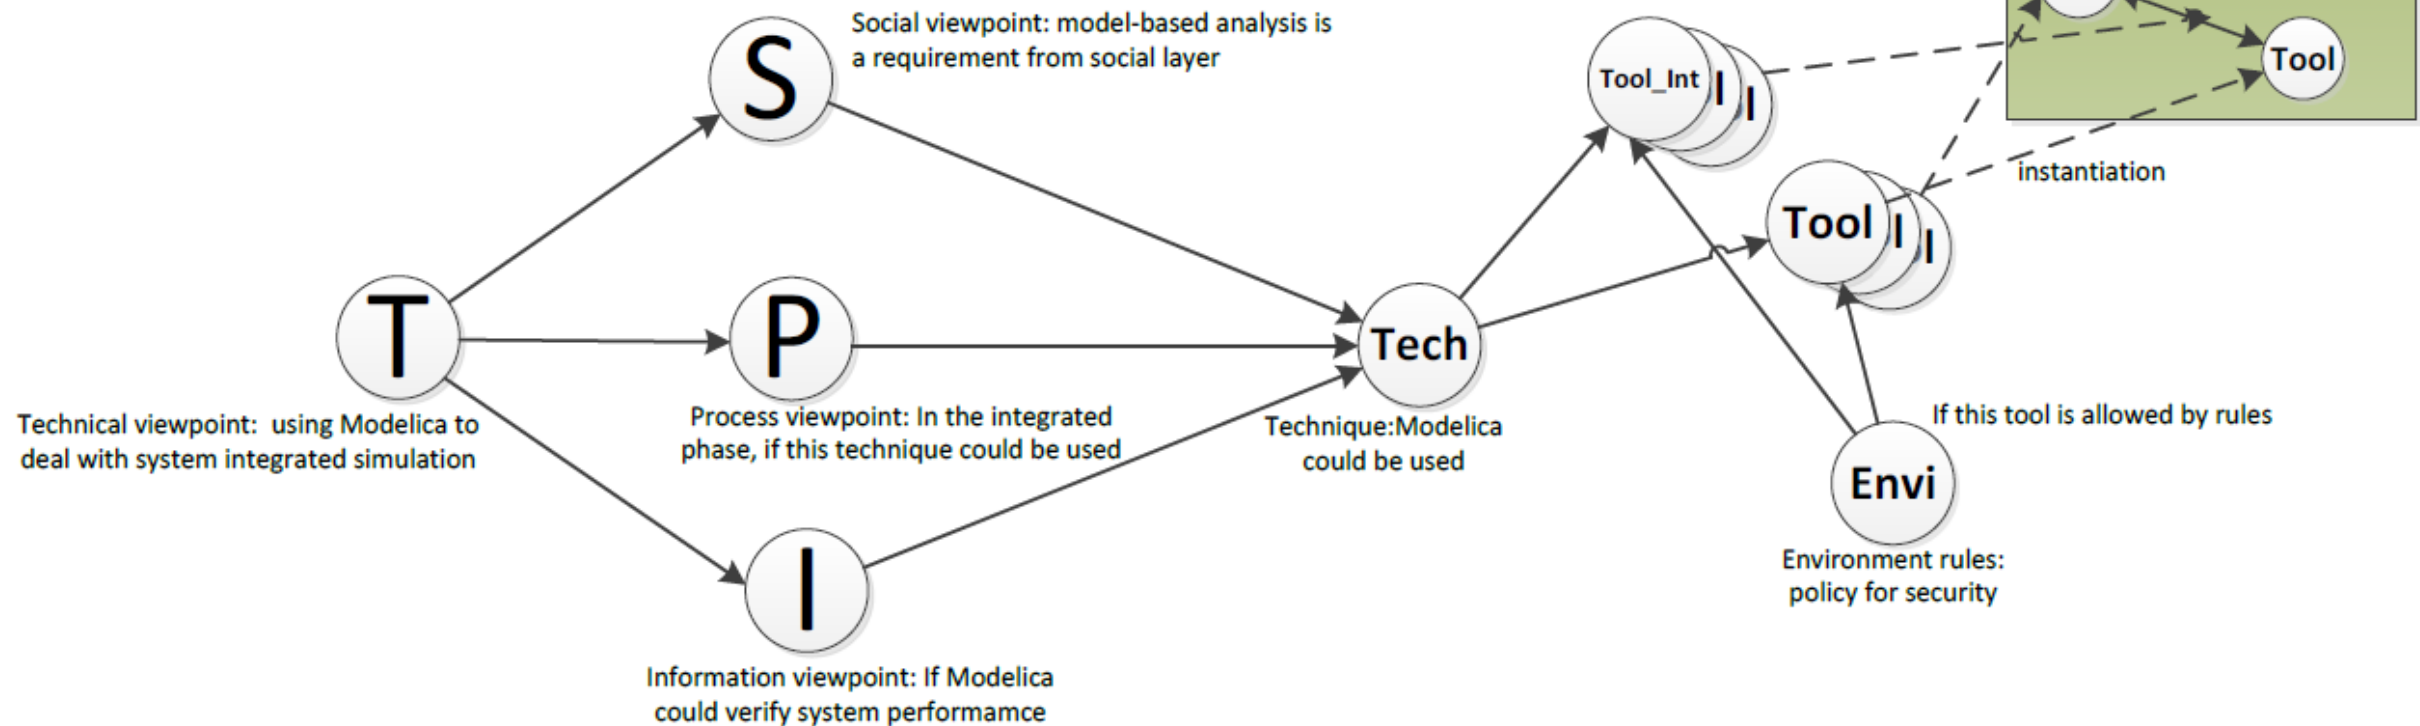 S
Social viewpoint: model-based analysis is
a requirement from social layer
Tool_Int
I
I
Tool
instantiation
Tool
I
I
T
Technical viewpoint:  using Modelica to
deal with system integrated simulation
P
Process viewpoint: In the integrated
phase, if this technique could be used
Tech
Technique:Modelica
could be used
If this tool is allowed by rules
Envi
Environment rules:
policy for security
I
Information viewpoint: If Modelica
could verify system performamce